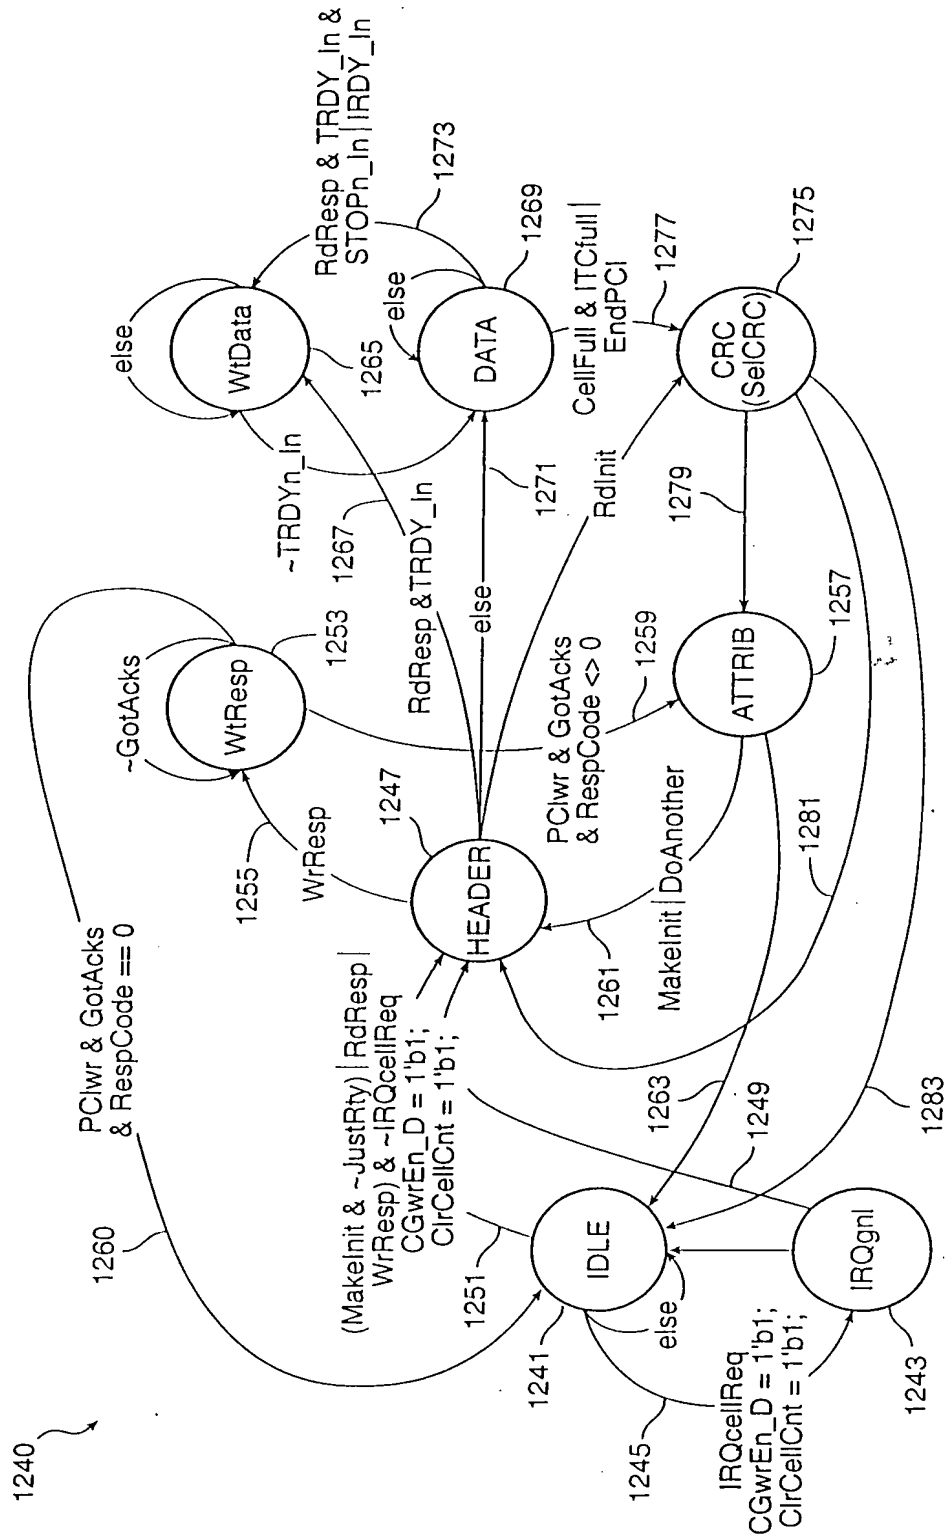 1240
1260
PCIwr & GotAcks
& RespCode == 0
~GotAcks
WtResp
1253
1255
WrResp
else
WtData
1265
~TRDYn_In
1267
RdResp & TRDY_In
RdResp & TRDY_In &
STOPn_In | IRDY_In
1273
else
DATA
1269
HEADER
1247
else
1271
(MakeInit & ~JustRty) | RdResp |
WrResp) & ~IRQcellReq
CGwrEn_D = 1'b1;
ClrCellCnt = 1'b1;
1251
1241
IDLE
else
1245
IRQcellReq
CGwrEn_D = 1'b1;
ClrCellCnt = 1'b1;
IRQgnl
1243
1249
1263
1261
MakeInit | DoAnother
PCIwr & GotAcks
& RespCode <> 0
1259
ATTRIB
1257
RdInit
CellFull & ITCfull |
EndPCI
1277
CRC
(SelCRC)
1275
1279
1281
1283